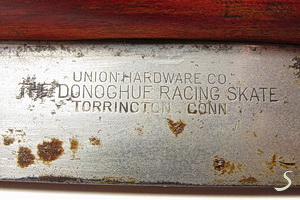 UNION HARDWARE CO.
DONOGHUE RACING SKATE
TORRINGTON, CONN.
S